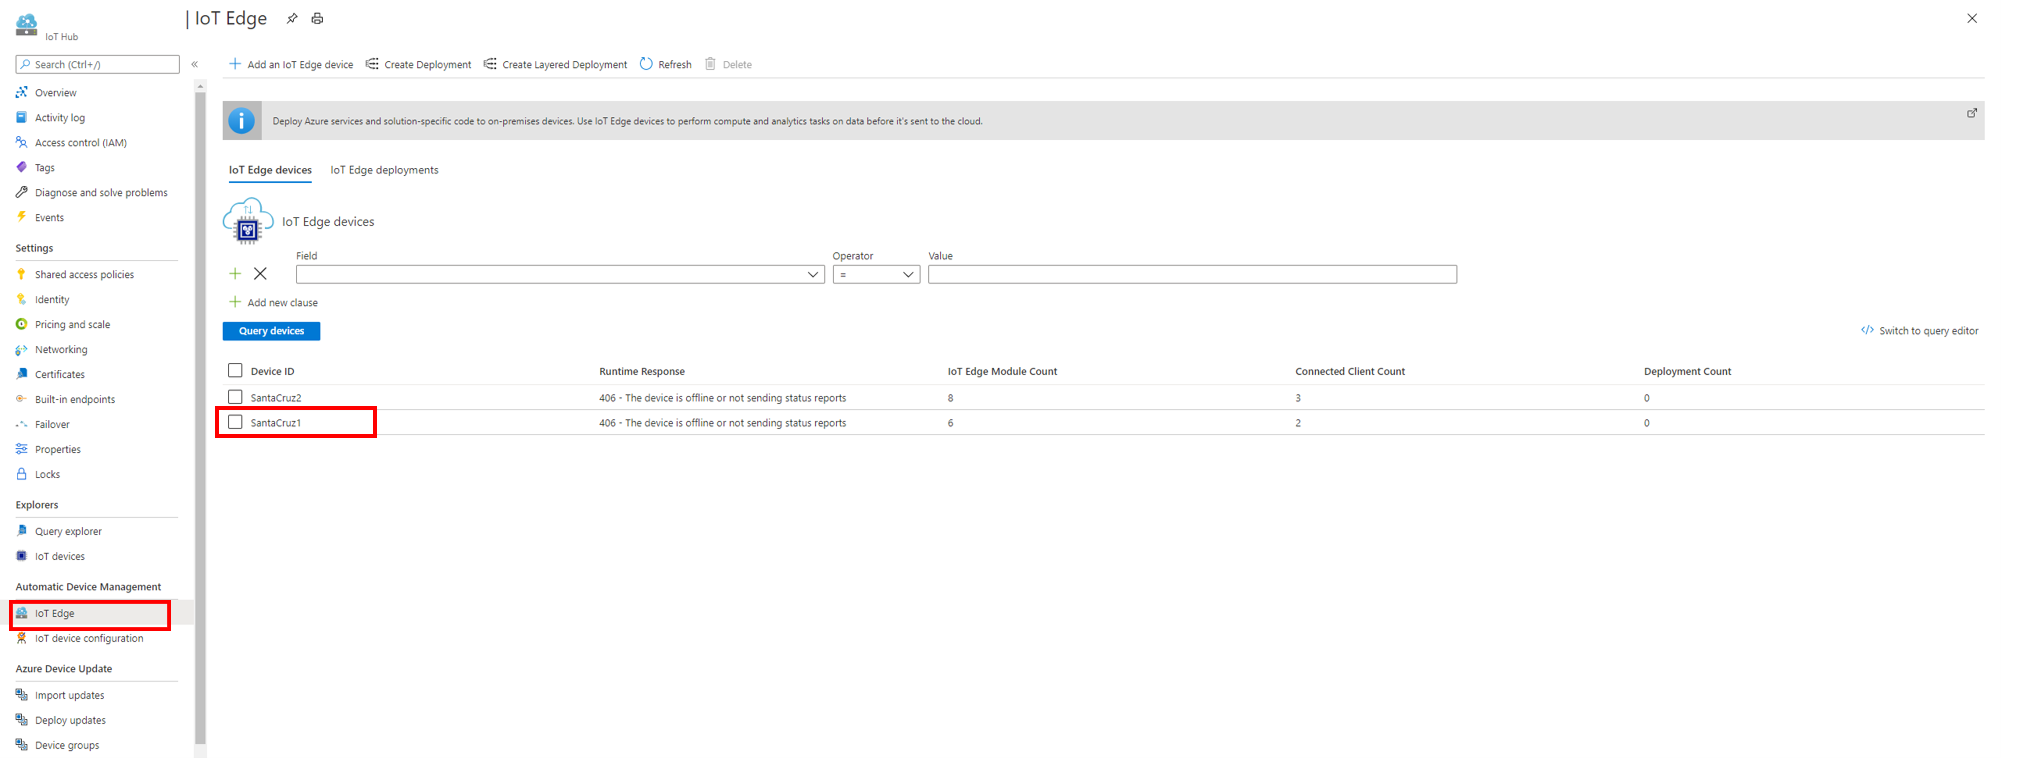 | IoT Edge
IoT Hub
Search (Ctrl+/)
«
Overview
Activity log
Access control (IAM)
Tags
Diagnose and solve problems
Events
Settings
Shared access policies
Identity
Pricing and scale
Networking
Certificates
Built-in endpoints
Failover
Properties
Locks
Explorers
Query explorer
IoT devices
Automatic Device Management
IoT Edge
IoT device configuration
Azure Device Update
Import updates
Deploy updates
Device groups
Add an IoT Edge device Create Deployment Create Layered Deployment Refresh Delete
Deploy Azure services and solution-specific code to on-premises devices. Use IoT Edge devices to perform compute and analytics tasks on data before it's sent to the cloud.
IoT Edge devices IoT Edge deployments
IoT Edge devices
Field Operator Value
=
Add new clause
Query devices
</> Switch to query editor
Device ID Runtime Response IoT Edge Module Count Connected Client Count Deployment Count
SantaCruz2 406 - The device is offline or not sending status reports 8 3 0
SantaCruz1 406 - The device is offline or not sending status reports 6 2 0